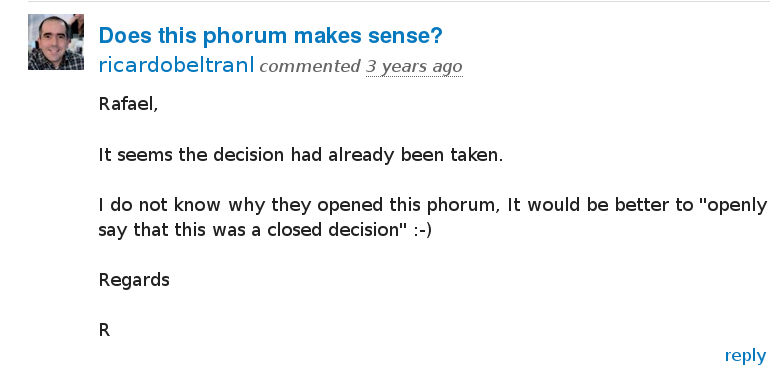 Does this phorum makes sense?
ricardobeltranl commented 3 years ago
Rafael,
It seems the decision had already been taken.
I do not know why they opened this phorum, It would be better to "openly
say that this was a closed decision" :-)
Regards
R
reply